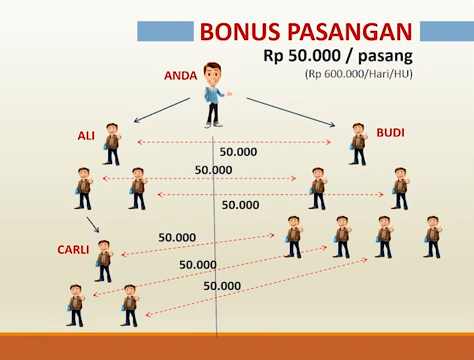 BONUS PASANGAN
Rp 50.000 / pasang
(Rp 600.000/Hari/HU)
ANDA
ALI
BUDI
50.000
50.000
50.000
CARLI
50.000
50.000
50.000